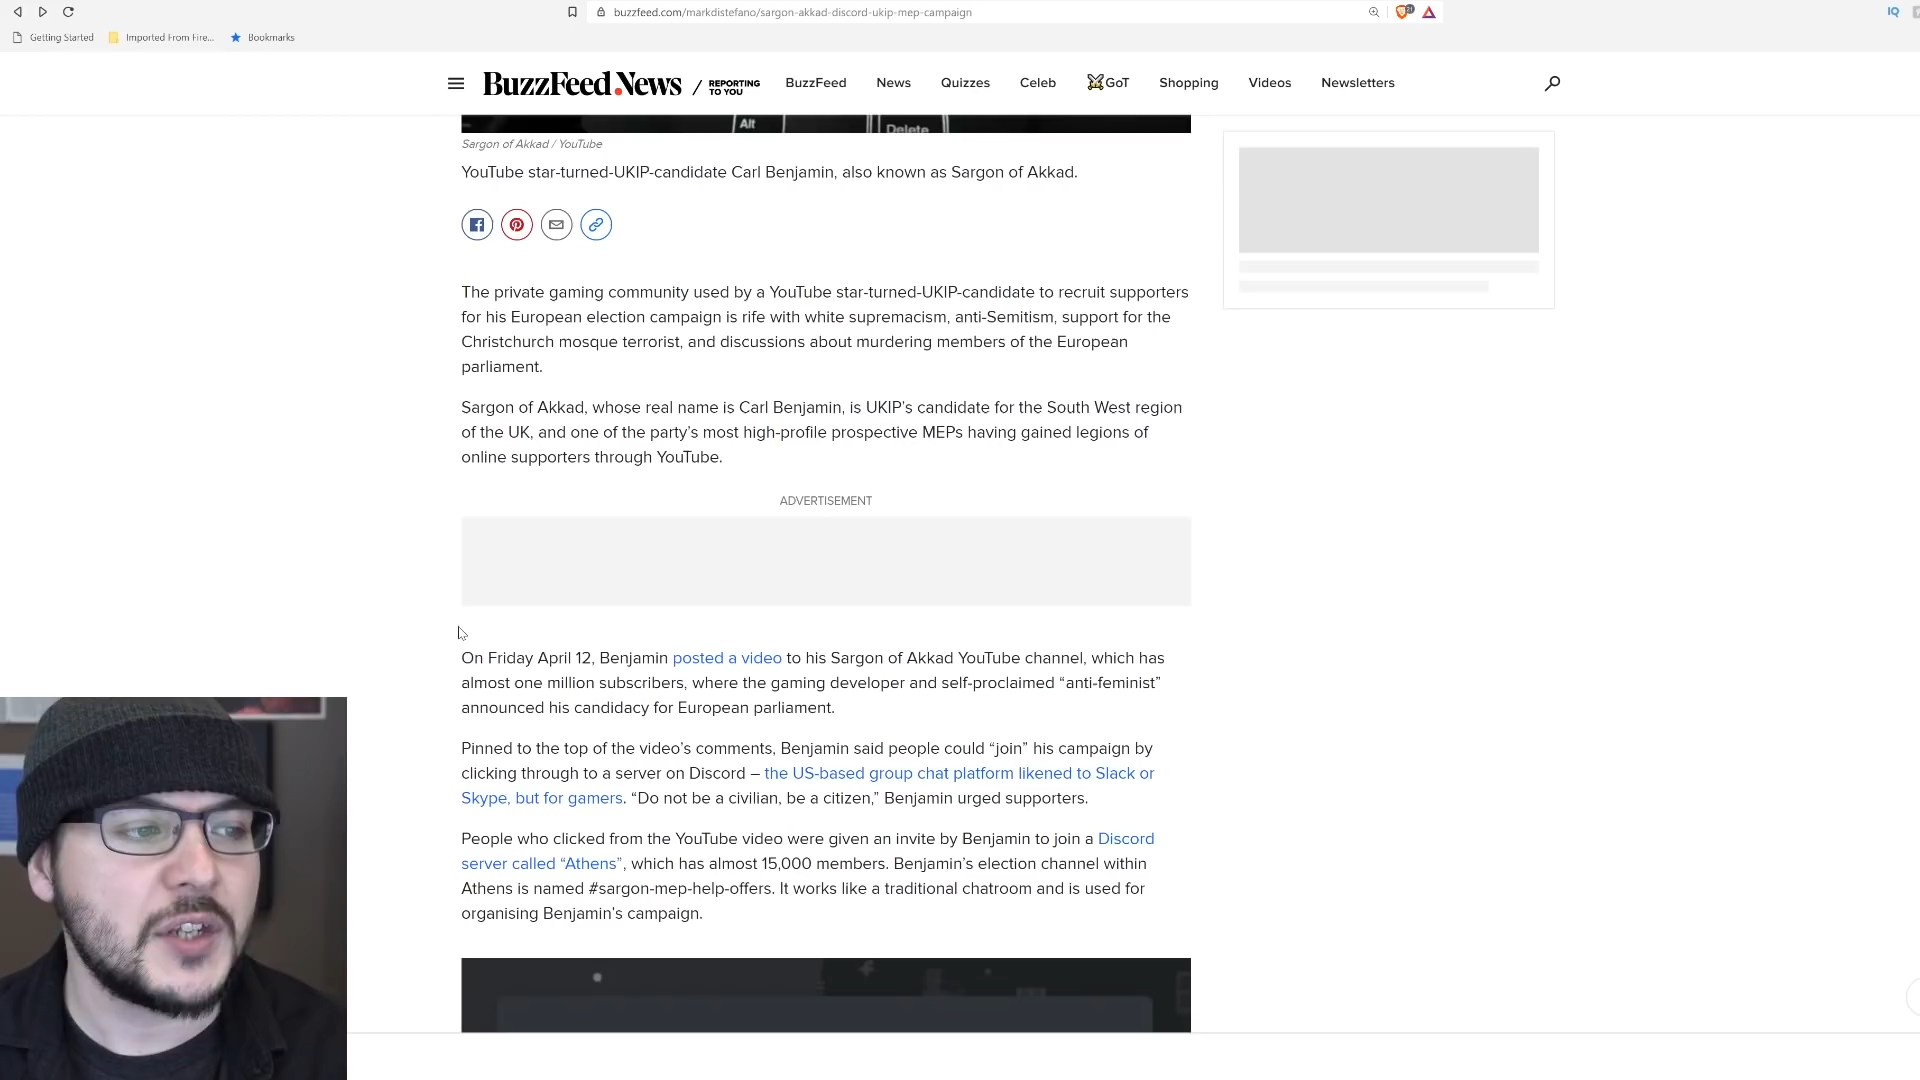 buzzfeed.com/markdistefano/sargon-akkad-discord-ukip-mep-campaign
IQ
Getting Started
Imported From Fire...
Bookmarks
BuzzFeed News / REPORTING TO YOU
BuzzFeed
News
Quizzes
Celeb
GoT
Shopping
Videos
Newsletters
Alt
Delete
Sargon of Akkad / YouTube
YouTube star-turned-UKIP-candidate Carl Benjamin, also known as Sargon of Akkad.
The private gaming community used by a YouTube star-turned-UKIP-candidate to recruit supporters
for his European election campaign is rife with white supremacism, anti-Semitism, support for the
Christchurch mosque terrorist, and discussions about murdering members of the European
parliament.
Sargon of Akkad, whose real name is Carl Benjamin, is UKIP’s candidate for the South West region
of the UK, and one of the party’s most high-profile prospective MEPs having gained legions of
online supporters through YouTube.
ADVERTISEMENT
On Friday April 12, Benjamin posted a video to his Sargon of Akkad YouTube channel, which has
almost one million subscribers, where the gaming developer and self-proclaimed “anti-feminist”
announced his candidacy for European parliament.
Pinned to the top of the video’s comments, Benjamin said people could “join” his campaign by
clicking through to a server on Discord – the US-based group chat platform likened to Slack or
Skype, but for gamers. “Do not be a civilian, be a citizen,” Benjamin urged supporters.
People who clicked from the YouTube video were given an invite by Benjamin to join a Discord
server called “Athens”, which has almost 15,000 members. Benjamin’s election channel within
Athens is named #sargon-mep-help-offers. It works like a traditional chatroom and is used for
organising Benjamin’s campaign.